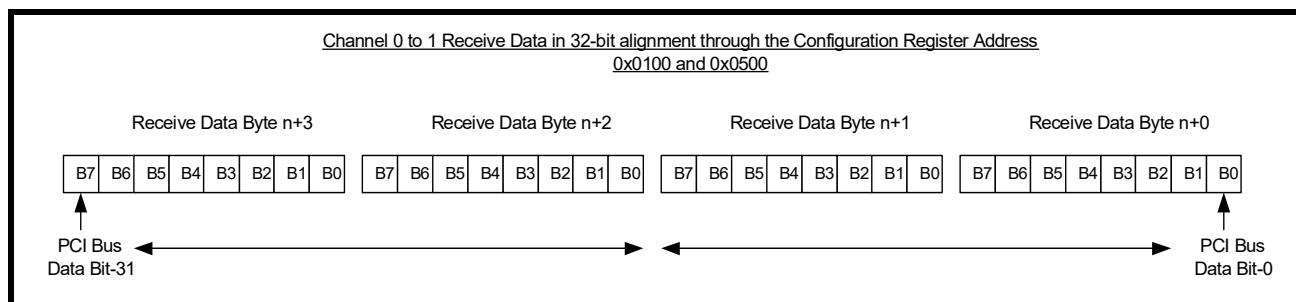 Channel 0 to 1 Receive Data in 32-bit alignment through the Configuration Register Address
0x0100 and 0x0500
Receive Data Byte n+3 Receive Data Byte n+2 Receive Data Byte n+1 Receive Data Byte n+0
B7 B6 B5 B4 B3 B2 B1 B0 B7 B6 B5 B4 B3 B2 B1 B0 B7 B6 B5 B4 B3 B2 B1 B0 B7 B6 B5 B4 B3 B2 B1 B0
PCI Bus PCI Bus
Data Bit-31 Data Bit-0